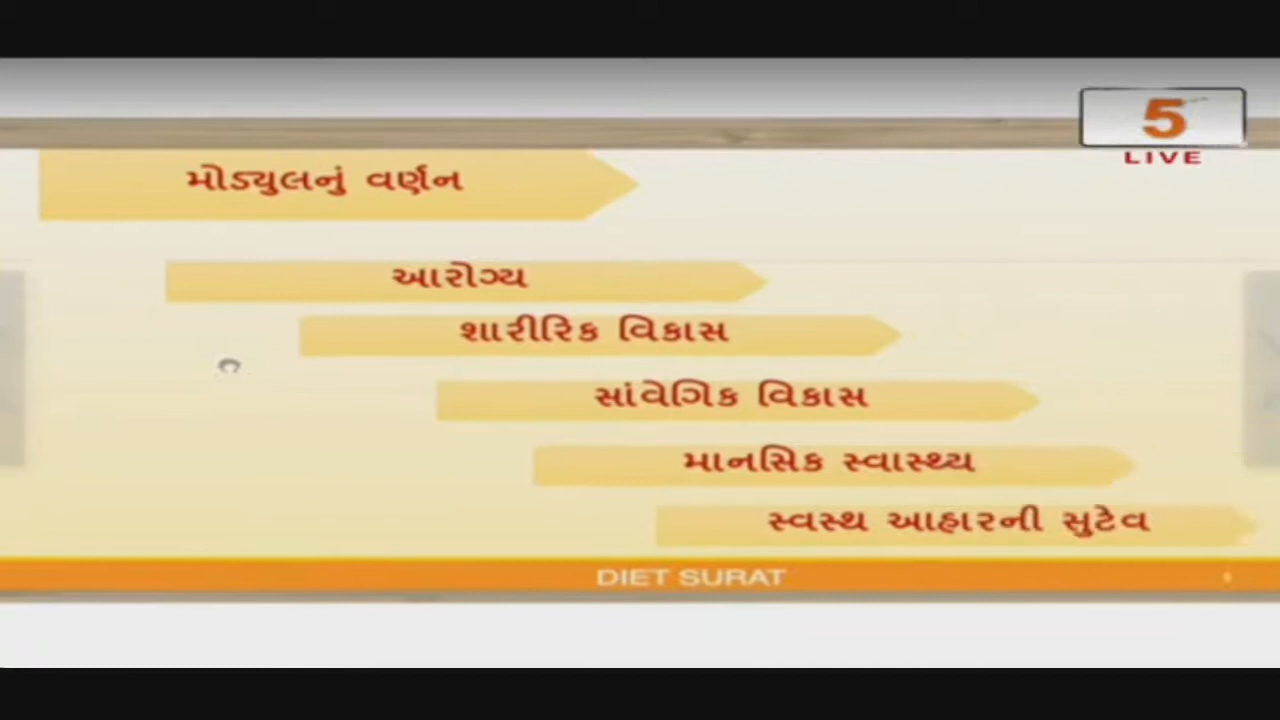 5
LIVE
મોડ્યુલનું વર્ણન
આરોગ્ય
શારીરિક વિકાસ
સાંવેગિક વિકાસ
માનસિક સ્વાસ્થ્ય
સ્વસ્થ આહારની સુટેવ
DIET SURAT